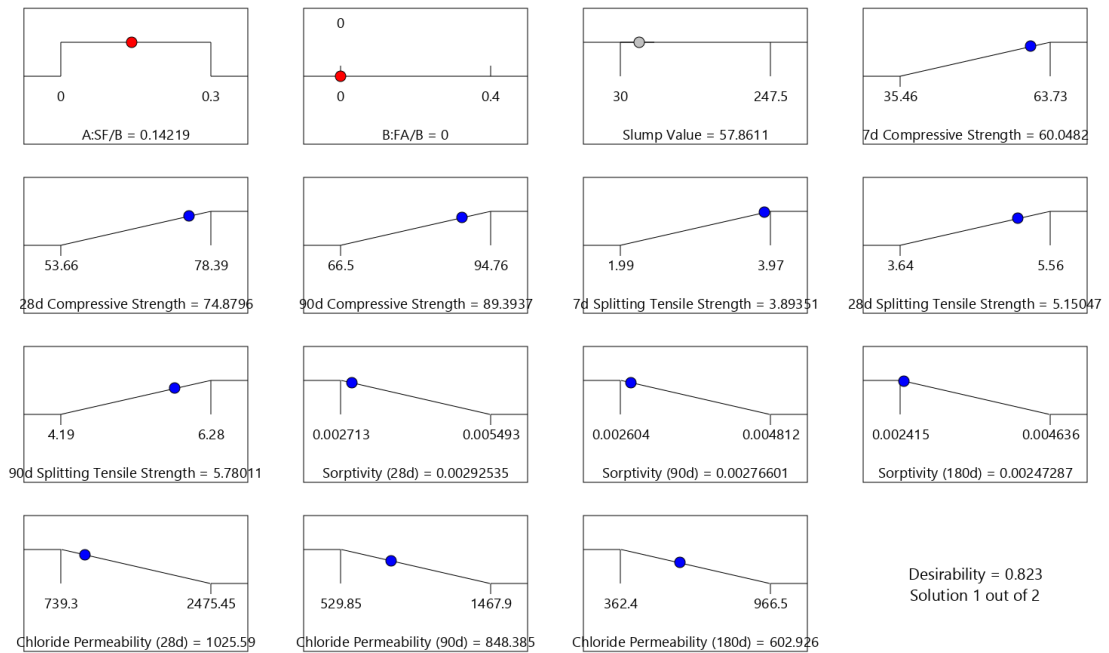 0 0.3
A:SF/B = 0.14219
0
0 0.4
B:FA/B = 0
30 247.5
Slump Value = 57.8611
35.46 63.73
7d Compressive Strength = 60.0482
53.66 78.39
28d Compressive Strength = 74.8796
66.5 94.76
90d Compressive Strength = 89.3937
1.99 3.97
7d Splitting Tensile Strength = 3.89351
3.64 5.56
28d Splitting Tensile Strength = 5.15047
4.19 6.28
90d Splitting Tensile Strength = 5.78011
0.002713 0.005493
Sorptivity (28d) = 0.00292535
0.002604 0.004812
Sorptivity (90d) = 0.00276601
0.002415 0.004636
Sorptivity (180d) = 0.00247287
739.3 2475.45
Chloride Permeability (28d) = 1025.59
529.85 1467.9
Chloride Permeability (90d) = 848.385
362.4 966.5
Chloride Permeability (180d) = 602.926
Desirability = 0.823
Solution 1 out of 2